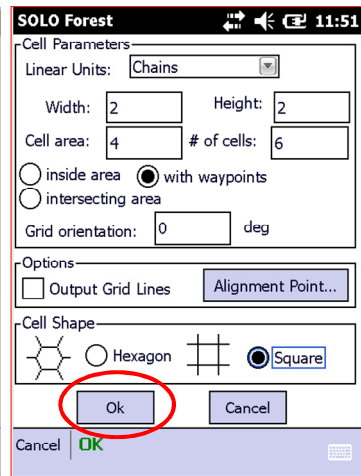 SOLO Forest 11:51
Cell Parameters
Linear Units: Chains
Width: 2 Height: 2
Cell area: 4 # of cells: 6
inside area with waypoints
intersecting area
Grid orientation: 0 deg
Options
Output Grid Lines Alignment Point...
Cell Shape
Hexagon Square
Ok Cancel
Cancel OK